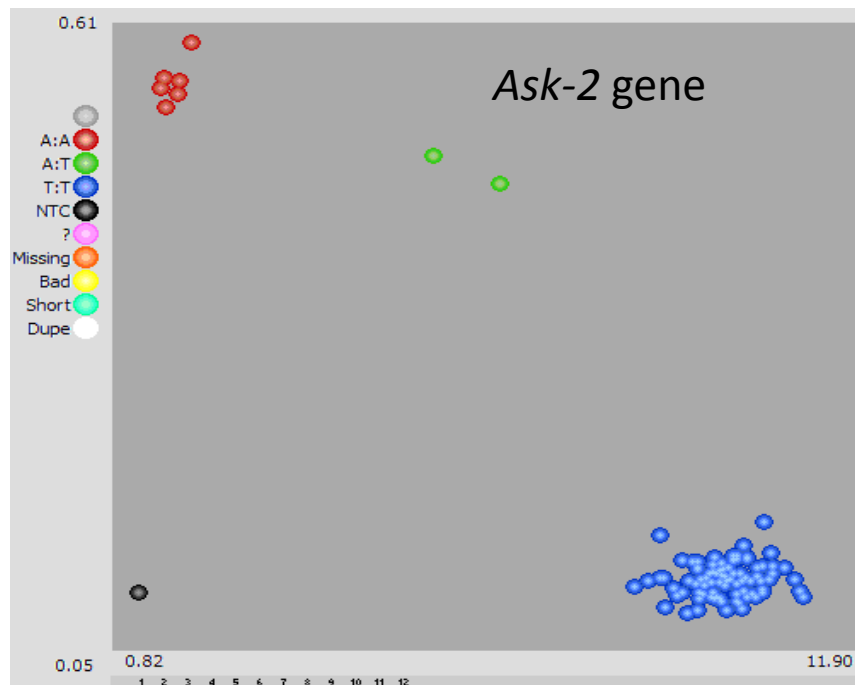 0.61
Ask-2 gene
A:A
A:T
T:T
NTC
?
Missing
Bad
Short
Dupe
0.05
0.82
11.90
1 2 3 4 5 6 7 8 9 10 11 12